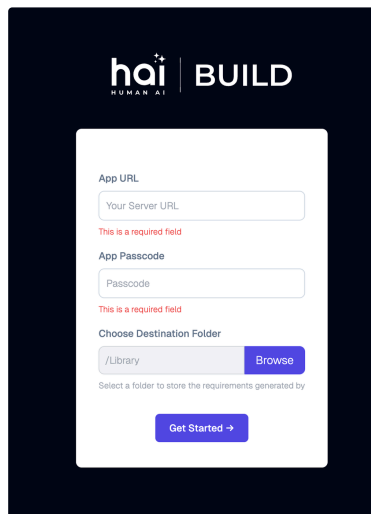 hai
HUMAN AI
BUILD
App URL
Your Server URL
This is a required field
App Passcode
Passcode
This is a required field
Choose Destination Folder
/Library
Browse
Select a folder to store the requirements generated by
Get Started →